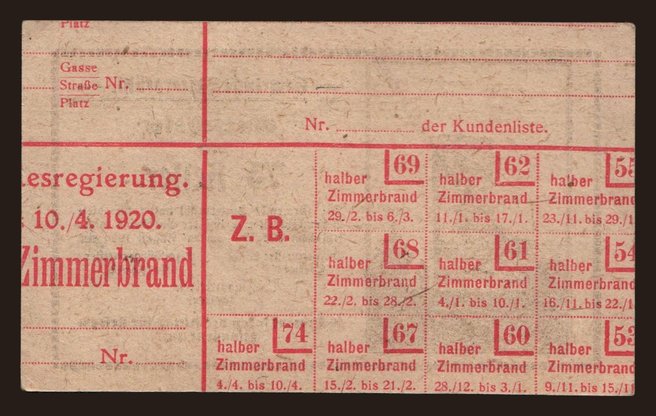 Platz
Gasse
Straße Nr.
Platz
Nr. der Kundenliste.
esregierung.
10./4. 1920.
Zimmerbrand
Nr.
Z. B.
69
halber
Zimmerbrand
29./2. bis 6./3.
62
halber
Zimmerbrand
11./1. bis 17./1.
55
halber
Zimmerbrand
23./11. bis 29./1
68
halber
Zimmerbrand
22./2. bis 28./2.
61
halber
Zimmerbrand
4./1. bis 10./1.
54
halber
Zimmerbrand
16./11. bis 22./1
74
halber
Zimmerbrand
4./4. bis 10./4.
67
halber
Zimmerbrand
15./2. bis 21./2.
60
halber
Zimmerbrand
28./12. bis 3./1.
53
halber
Zimmerbrand
9./11. bis 15./11